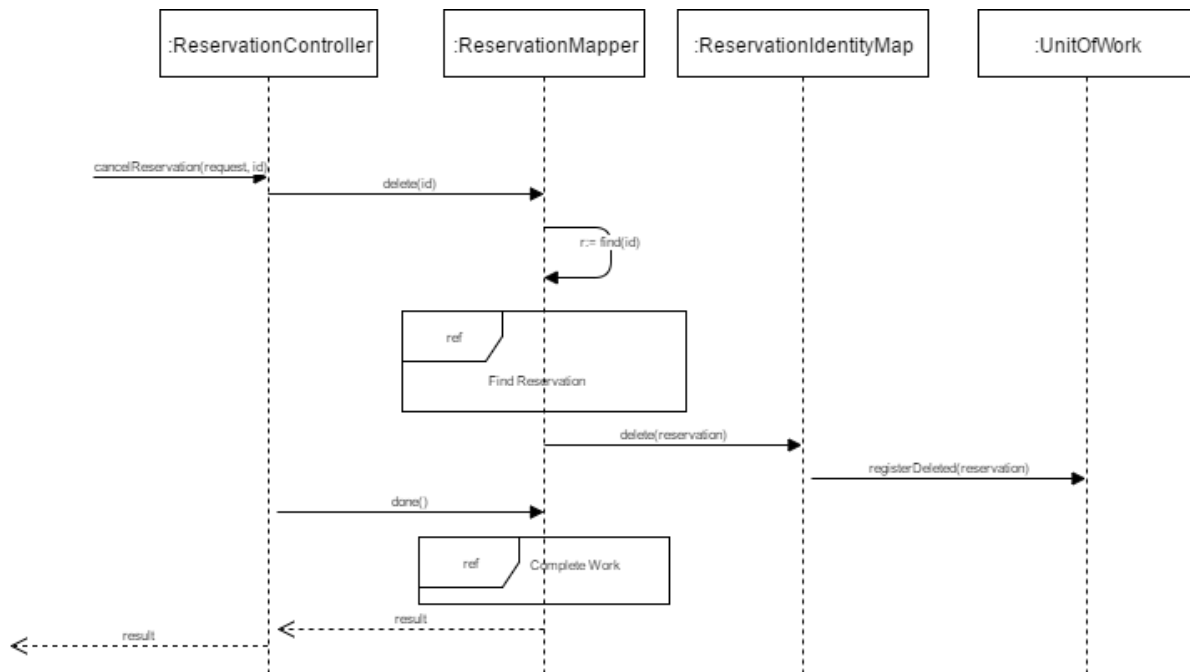 :ReservationController
:ReservationMapper
:ReservationIdentityMap
:UnitOfWork
cancelReservation(request, id)
delete(id)
r:= find(id)
ref
Find Reservation
delete(reservation)
registerDeleted(reservation)
done()
ref
Complete Work
result
result